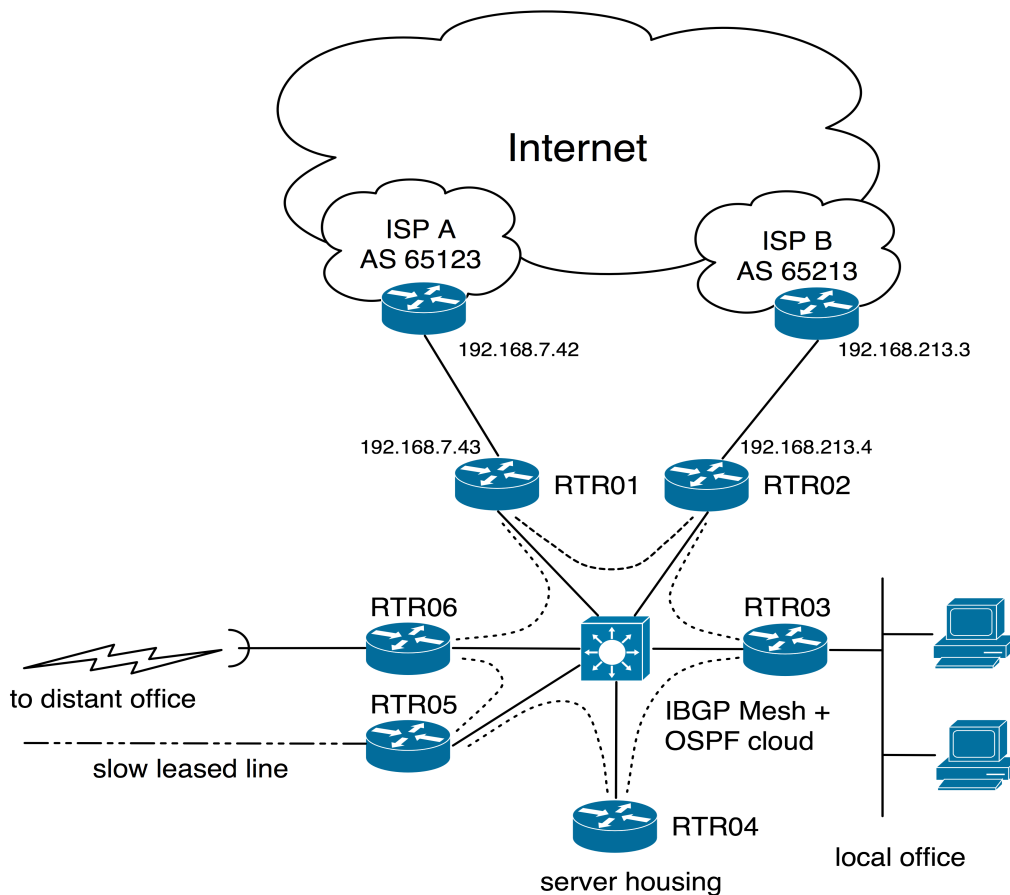 Internet
ISP A
AS 65123
ISP B
AS 65213
192.168.7.42
192.168.213.3
192.168.7.43
192.168.213.4
RTR01
RTR02
RTR06
RTR03
to distant office
RTR05
IBGP Mesh +
OSPF cloud
slow leased line
RTR04
local office
server housing